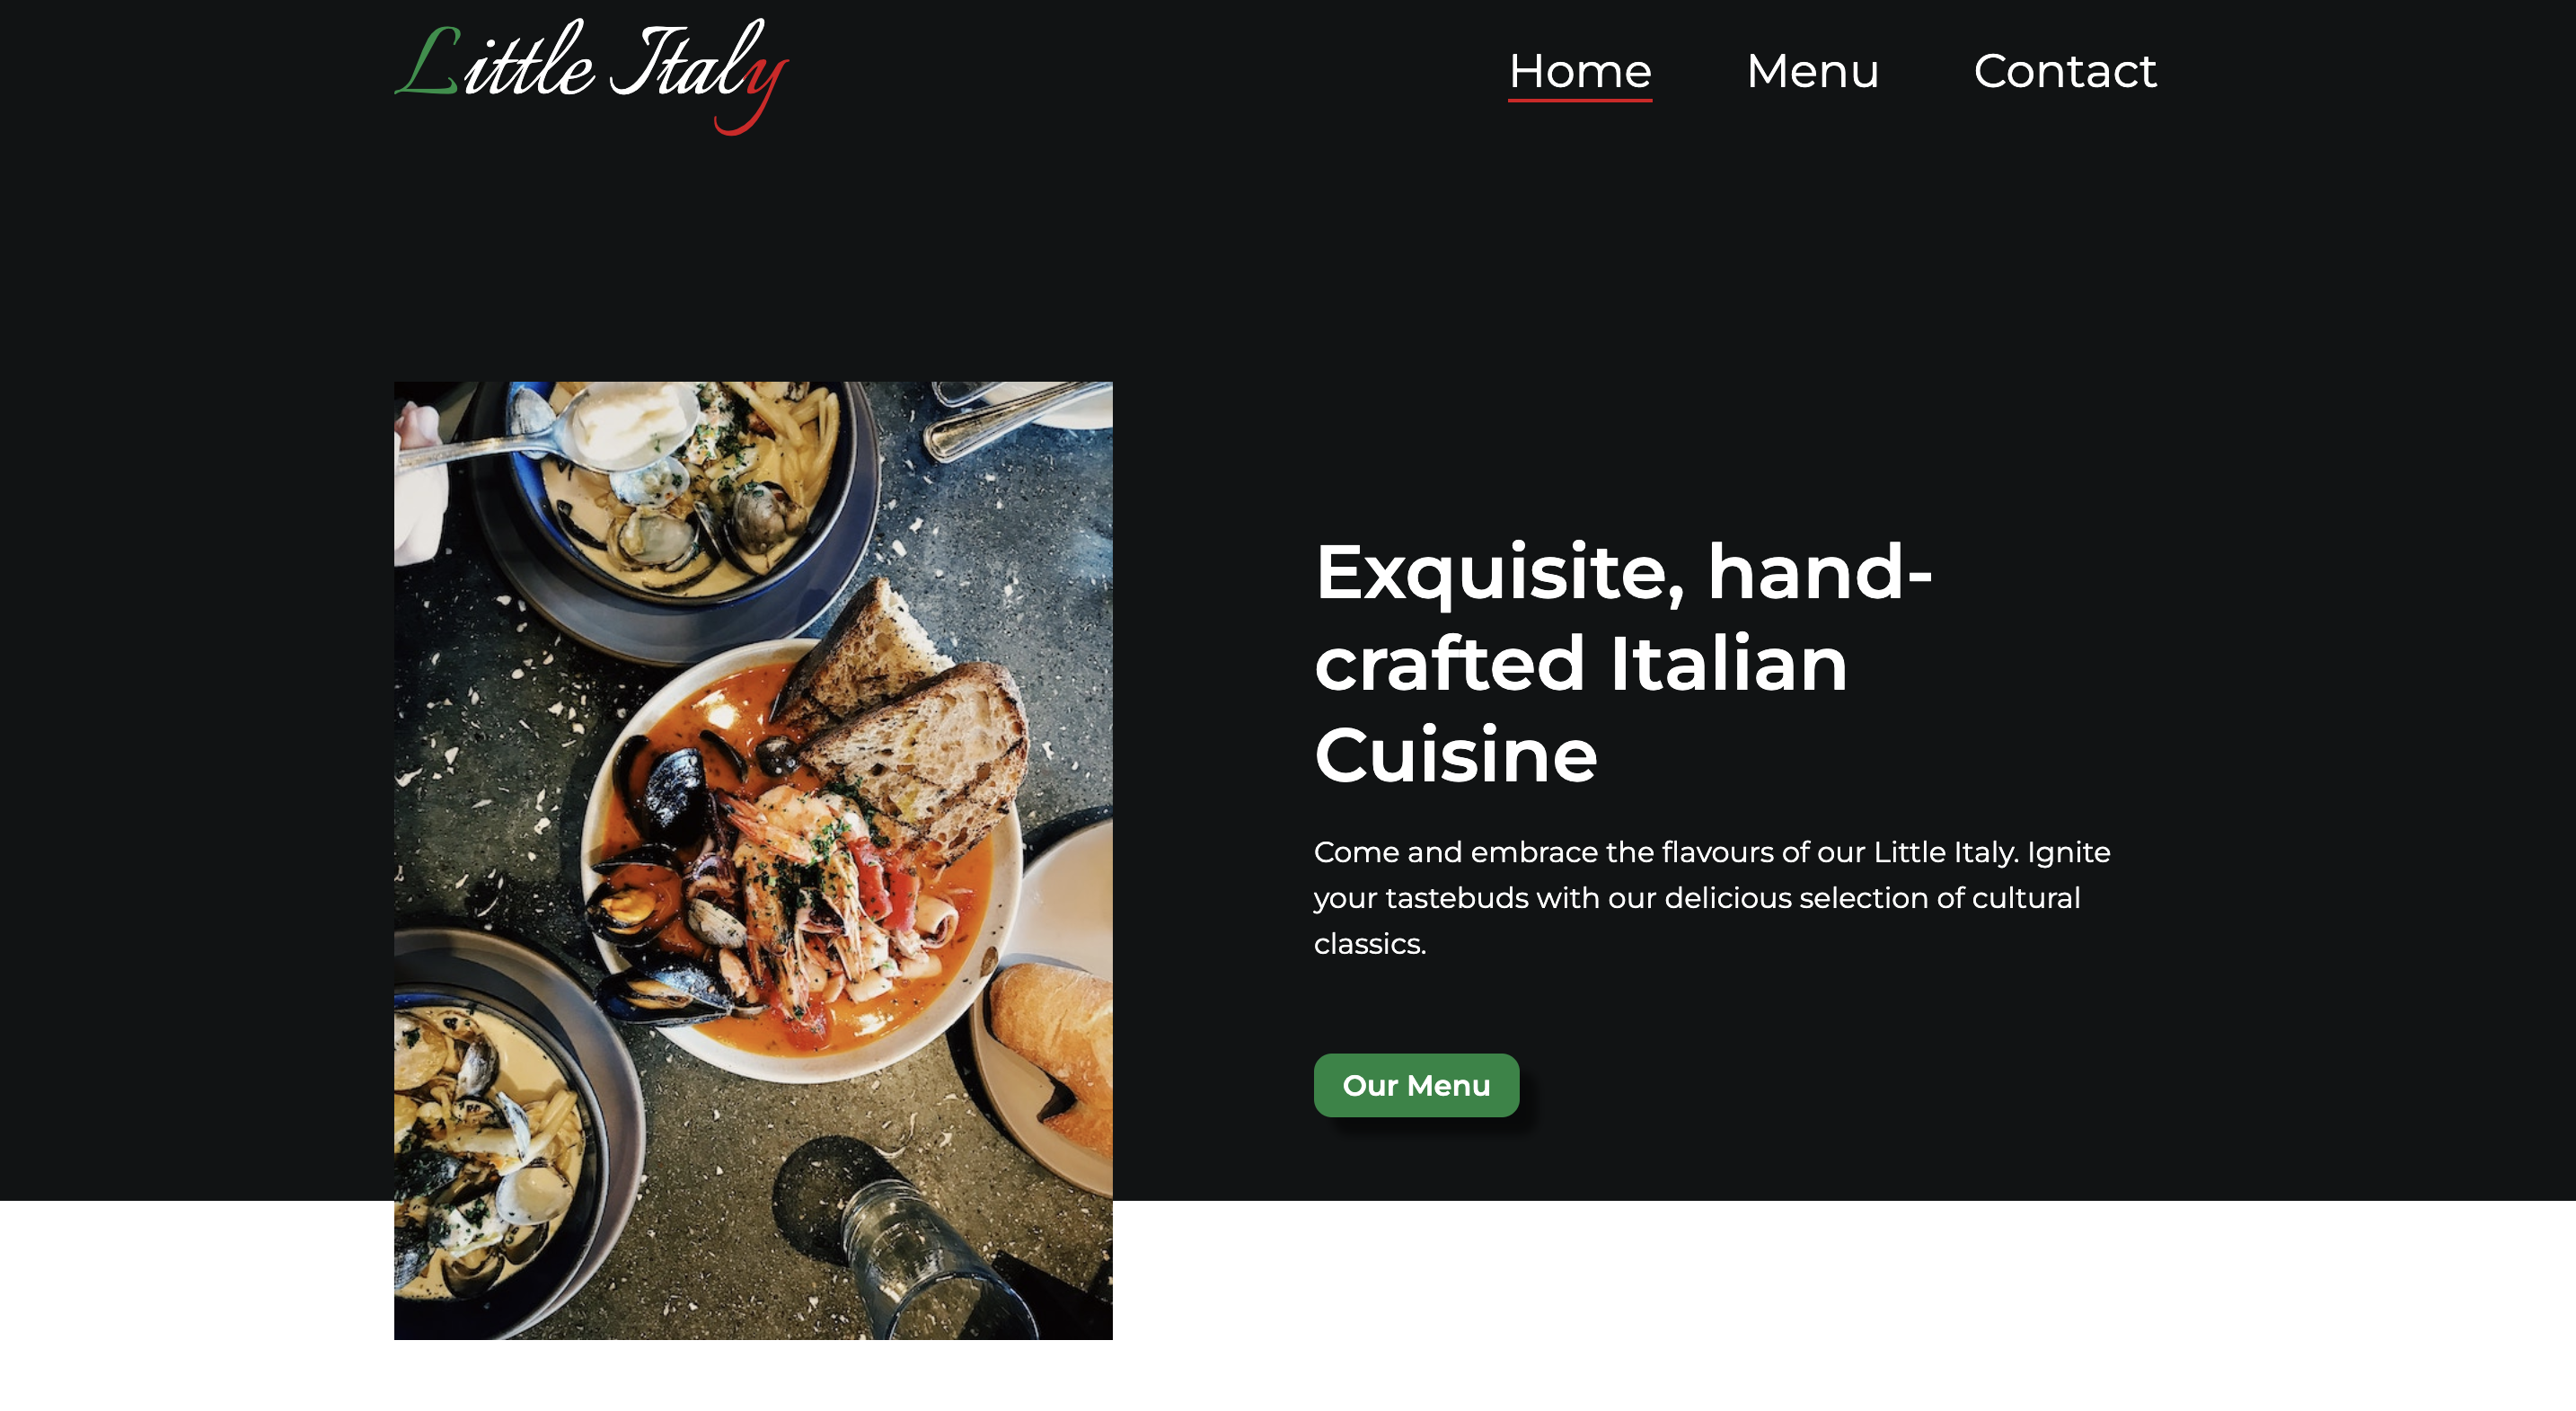 Little Italy
Home
Menu
Contact
Exquisite, hand-
crafted Italian
Cuisine
Come and embrace the flavours of our Little Italy. Ignite
your tastebuds with our delicious selection of cultural
classics.
Our Menu